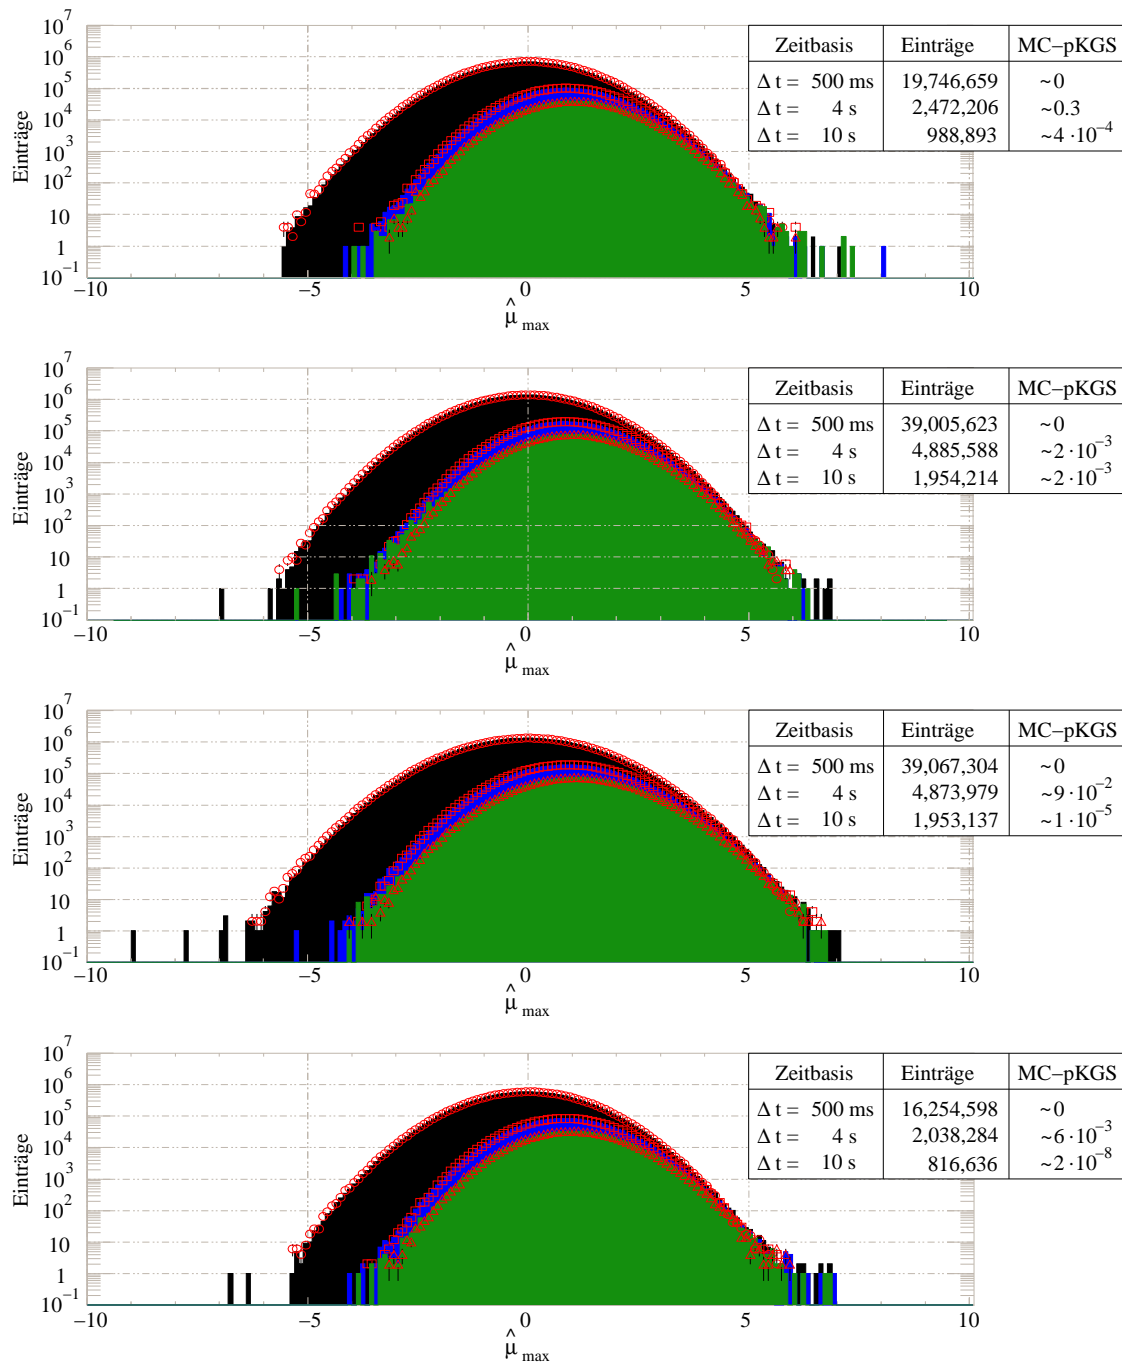 10^7
10^6
10^5
10^4
10^3
10^2
10
1
10^−1
Einträge
−10 −5 0 5 10
μ̂ max
Zeitbasis Einträge MC−pKGS
Δ t = 500 ms 19,746,659 ~0
Δ t = 4 s 2,472,206 ~0.3
Δ t = 10 s 988,893 ~4·10^−4
10^7
10^6
10^5
10^4
10^3
10^2
10
1
10^−1
Einträge
−10 −5 0 5 10
μ̂ max
Zeitbasis Einträge MC−pKGS
Δ t = 500 ms 39,005,623 ~0
Δ t = 4 s 4,885,588 ~2·10^−3
Δ t = 10 s 1,954,214 ~2·10^−3
10^7
10^6
10^5
10^4
10^3
10^2
10
1
10^−1
Einträge
−10 −5 0 5 10
μ̂ max
Zeitbasis Einträge MC−pKGS
Δ t = 500 ms 39,067,304 ~0
Δ t = 4 s 4,873,979 ~9·10^−2
Δ t = 10 s 1,953,137 ~1·10^−5
10^7
10^6
10^5
10^4
10^3
10^2
10
1
10^−1
Einträge
−10 −5 0 5 10
μ̂ max
Zeitbasis Einträge MC−pKGS
Δ t = 500 ms 16,254,598 ~0
Δ t = 4 s 2,038,284 ~6·10^−3
Δ t = 10 s 816,636 ~2·10^−8